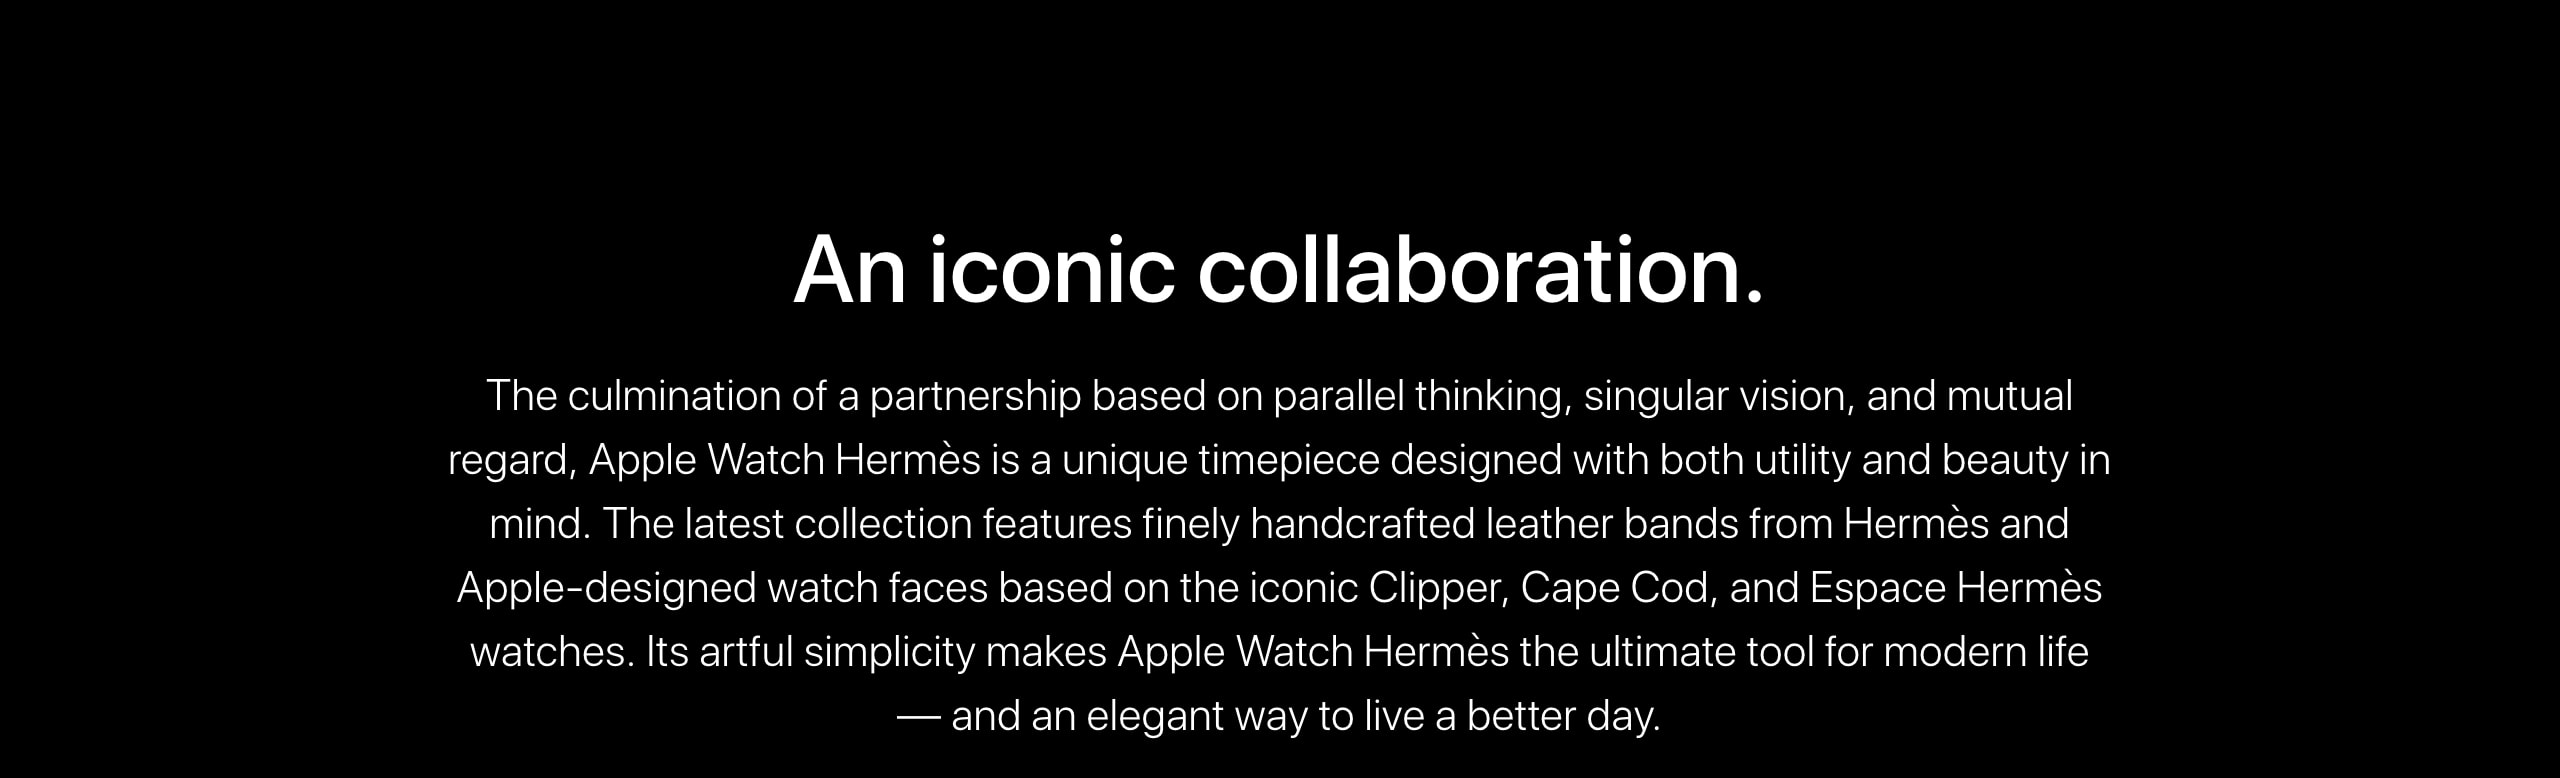 An iconic collaboration.
The culmination of a partnership based on parallel thinking, singular vision, and mutual
regard, Apple Watch Hermès is a unique timepiece designed with both utility and beauty in
mind. The latest collection features finely handcrafted leather bands from Hermès and
Apple-designed watch faces based on the iconic Clipper, Cape Cod, and Espace Hermès
watches. Its artful simplicity makes Apple Watch Hermès the ultimate tool for modern life
— and an elegant way to live a better day.